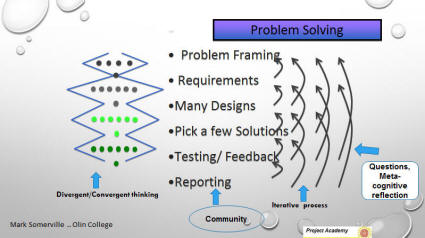 Problem Solving
• Problem Framing
• Requirements
•Many Designs
•Pick a few Solutions
•Testing/ Feedback
•Reporting
Questions,
Meta-
cognitive
reflection
Divergent/Convergent thinking
Iterative process
Community
Mark Somerville ... Olin College
Project Academy